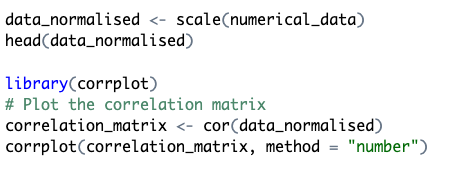 data_normalised <- scale(numerical_data)
head(data_normalised)
library(corrplot)
# Plot the correlation matrix
correlation_matrix <- cor(data_normalised)
corrplot(correlation_matrix, method = "number")